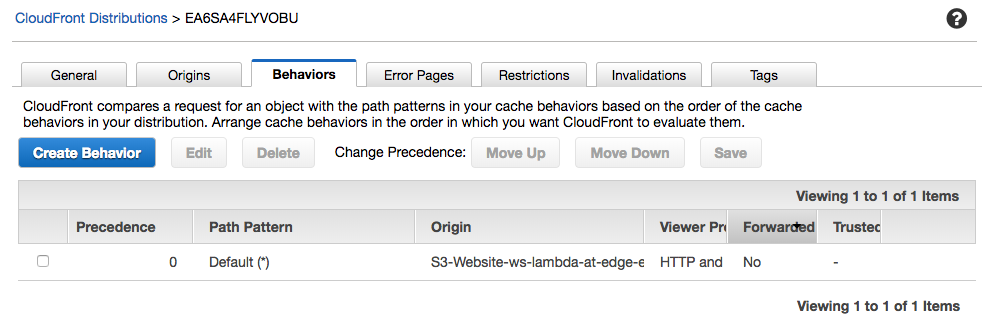 CloudFront Distributions > EA6SA4FLYVOBU
General Origins Behaviors Error Pages Restrictions Invalidations Tags
CloudFront compares a request for an object with the path patterns in your cache behaviors based on the order of the cache
behaviors in your distribution. Arrange cache behaviors in the order in which you want CloudFront to evaluate them.
Create Behavior Edit Delete Change Precedence: Move Up Move Down Save
Viewing 1 to 1 of 1 Items
Precedence Path Pattern Origin Viewer Pr Forwarded Trusted
0 Default (*) S3-Website-ws-lambda-at-edge-e HTTP and No -
Viewing 1 to 1 of 1 Items